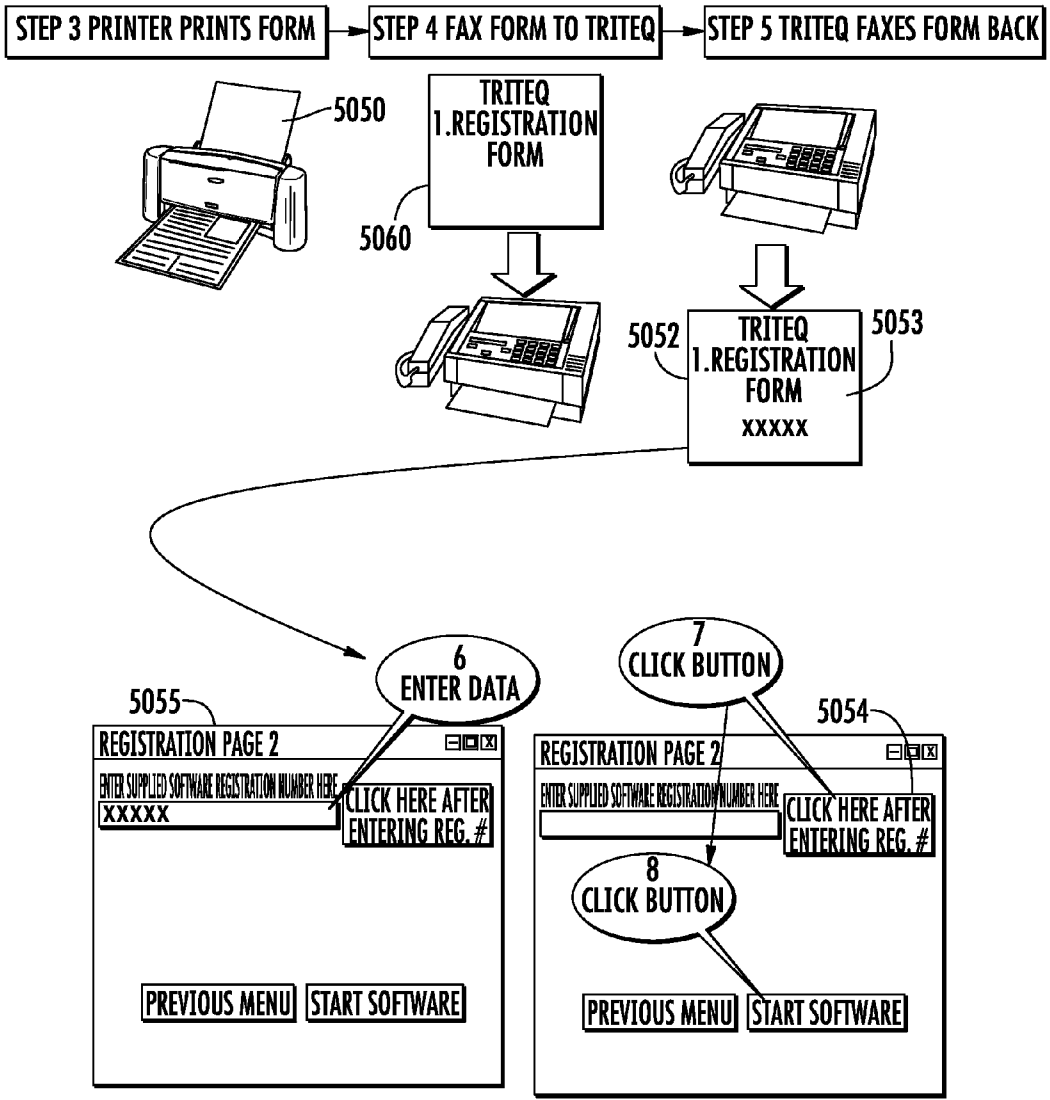 STEP 3 PRINTER PRINTS FORM
STEP 4 FAX FORM TO TRITEQ
STEP 5 TRITEQ FAXES FORM BACK
5050
TRITEQ
1.REGISTRATION
FORM
5060
5052
5053
TRITEQ
1.REGISTRATION
FORM
XXXXX
6
ENTER DATA
7
CLICK BUTTON
5055
REGISTRATION PAGE 2
X
ENTER SUPPLIED SOFTWARE REGISTRATION NUMBER HERE
XXXXX
CLICK HERE AFTER
ENTERING REG. #
PREVIOUS MENU
START SOFTWARE
5054
REGISTRATION PAGE 2
X
ENTER SUPPLIED SOFTWARE REGISTRATION NUMBER HERE
CLICK HERE AFTER
ENTERING REG. #
8
CLICK BUTTON
PREVIOUS MENU
START SOFTWARE